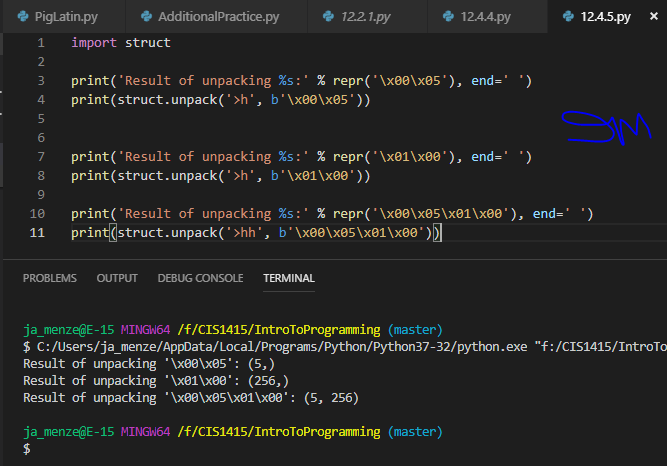 PigLatin.py AdditionalPractice.py 12.2.1.py 12.4.4.py 12.4.5.py ×
1 import struct
2
3 print('Result of unpacking %s:' % repr('\x00\x05'), end=' ')
4 print(struct.unpack('>h', b'\x00\x05'))
5
6
7 print('Result of unpacking %s:' % repr('\x01\x00'), end=' ')
8 print(struct.unpack('>h', b'\x01\x00'))
9
10 print('Result of unpacking %s:' % repr('\x00\x05\x01\x00'), end=' ')
11 print(struct.unpack('>hh', b'\x00\x05\x01\x00'))
PROBLEMS OUTPUT DEBUG CONSOLE TERMINAL
ja_menze@E-15 MINGW64 /f/CIS1415/IntroToProgramming (master)
$ C:/Users/ja_menze/AppData/Local/Programs/Python/Python37-32/python.exe "f:/CIS1415/IntroTo
Result of unpacking '\x00\x05': (5,)
Result of unpacking '\x01\x00': (256,)
Result of unpacking '\x00\x05\x01\x00': (5, 256)
ja_menze@E-15 MINGW64 /f/CIS1415/IntroToProgramming (master)
$